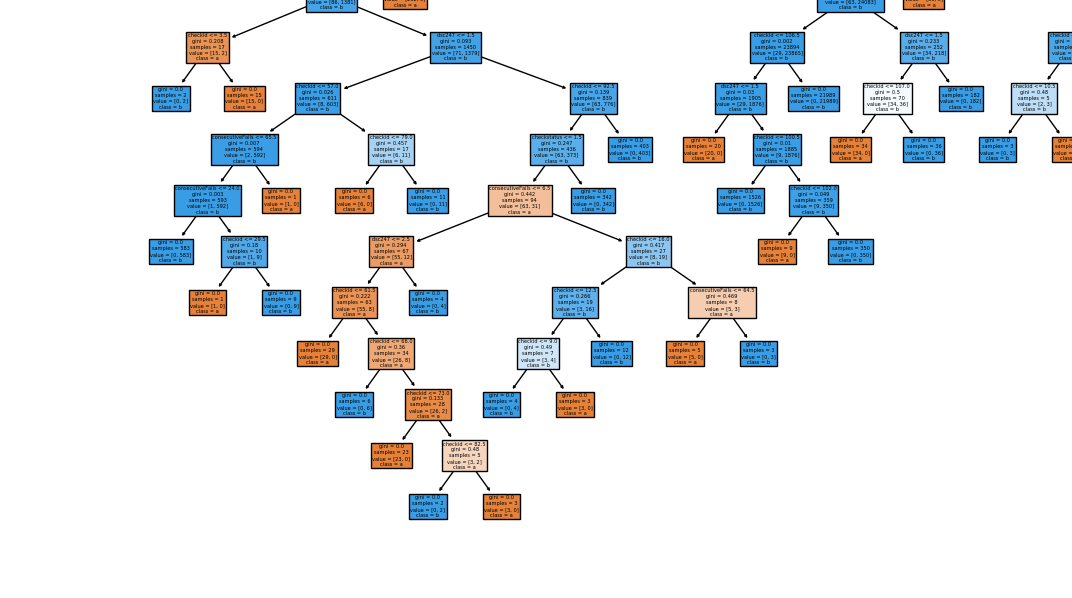 value = [86, 1381]
class = b
class = a
value = [63, 24083]
class = b
class = a
checkid <= 3.5
gini = 0.208
samples = 17
value = [15, 2]
class = a
dsc247 <= 1.5
gini = 0.093
samples = 1450
value = [71, 1379]
class = b
checkid <= 106.5
gini = 0.002
samples = 23894
value = [29, 23865]
class = b
dsc247 <= 1.5
gini = 0.233
samples = 252
value = [34, 218]
class = b
checkid
gini = 0.0
samples = 2
value = [0, 2]
class = b
gini = 0.0
samples = 15
value = [15, 0]
class = a
checkid <= 57.0
gini = 0.026
samples = 611
value = [8, 603]
class = b
checkid <= 92.5
gini = 0.139
samples = 839
value = [63, 776]
class = b
dsc247 <= 1.5
gini = 0.03
samples = 1905
value = [29, 1876]
class = b
gini = 0.0
samples = 21989
value = [0, 21989]
class = b
checkid <= 107.0
gini = 0.5
samples = 70
value = [34, 36]
class = b
gini = 0.0
samples = 182
value = [0, 182]
class = b
checkid <= 10.5
gini = 0.48
samples = 5
value = [2, 3]
class = b
gini = 0.007
samples = 594
value = [2, 592]
class = b
checkid <= 79.0
gini = 0.457
samples = 17
value = [6, 11]
class = b
checkstatus <= 1.5
gini = 0.247
samples = 436
value = [63, 373]
class = b
gini = 0.0
samples = 403
value = [0, 403]
class = b
gini = 0.0
samples = 20
value = [20, 0]
class = a
checkid <= 100.5
gini = 0.01
samples = 1885
value = [9, 1876]
class = b
gini = 0.0
samples = 34
value = [34, 0]
class = a
gini = 0.0
samples = 36
value = [0, 36]
class = b
gini = 0.0
samples = 3
value = [0, 3]
class = b
consecutiveFails <= 24.0
gini = 0.003
samples = 593
value = [1, 592]
class = b
gini = 0.0
samples = 1
value = [1, 0]
class = a
gini = 0.0
samples = 6
value = [6, 0]
class = a
gini = 0.0
samples = 11
value = [0, 11]
class = b
consecutiveFails <= 6.5
gini = 0.442
samples = 94
value = [63, 31]
class = a
gini = 0.0
samples = 342
value = [0, 342]
class = b
gini = 0.0
samples = 1526
value = [0, 1526]
class = b
checkid <= 102.0
gini = 0.049
samples = 359
value = [9, 350]
class = b
gini = 0.0
samples = 583
value = [0, 583]
class = b
checkid <= 29.5
gini = 0.18
samples = 10
value = [1, 9]
class = b
dsc247 <= 2.5
gini = 0.294
samples = 67
value = [55, 12]
class = a
checkid <= 16.0
gini = 0.417
samples = 27
value = [8, 19]
class = b
gini = 0.0
samples = 9
value = [9, 0]
class = a
gini = 0.0
samples = 350
value = [0, 350]
class = b
gini = 0.0
samples = 1
value = [1, 0]
class = a
gini = 0.0
samples = 9
value = [0, 9]
class = b
checkid <= 61.5
gini = 0.222
samples = 63
value = [55, 8]
class = a
gini = 0.0
samples = 4
value = [0, 4]
class = b
checkid <= 12.5
gini = 0.266
samples = 19
value = [3, 16]
class = b
consecutiveFails <= 64.5
gini = 0.469
samples = 8
value = [5, 3]
class = a
gini = 0.0
samples = 29
value = [29, 0]
class = a
checkid <= 66.0
gini = 0.36
samples = 34
value = [26, 8]
class = a
checkid <= 9.0
gini = 0.49
samples = 7
value = [3, 4]
class = b
gini = 0.0
samples = 12
value = [0, 12]
class = b
gini = 0.0
samples = 5
value = [5, 0]
class = a
gini = 0.0
samples = 3
value = [0, 3]
class = b
gini = 0.0
samples = 6
value = [0, 6]
class = b
checkid <= 73.0
gini = 0.133
samples = 28
value = [26, 2]
class = a
gini = 0.0
samples = 4
value = [0, 4]
class = b
gini = 0.0
samples = 3
value = [3, 0]
class = a
gini = 0.0
samples = 23
value = [23, 0]
class = a
checkid <= 82.5
gini = 0.48
samples = 5
value = [3, 2]
class = a
gini = 0.0
samples = 2
value = [0, 2]
class = b
gini = 0.0
samples = 3
value = [3, 0]
class = a